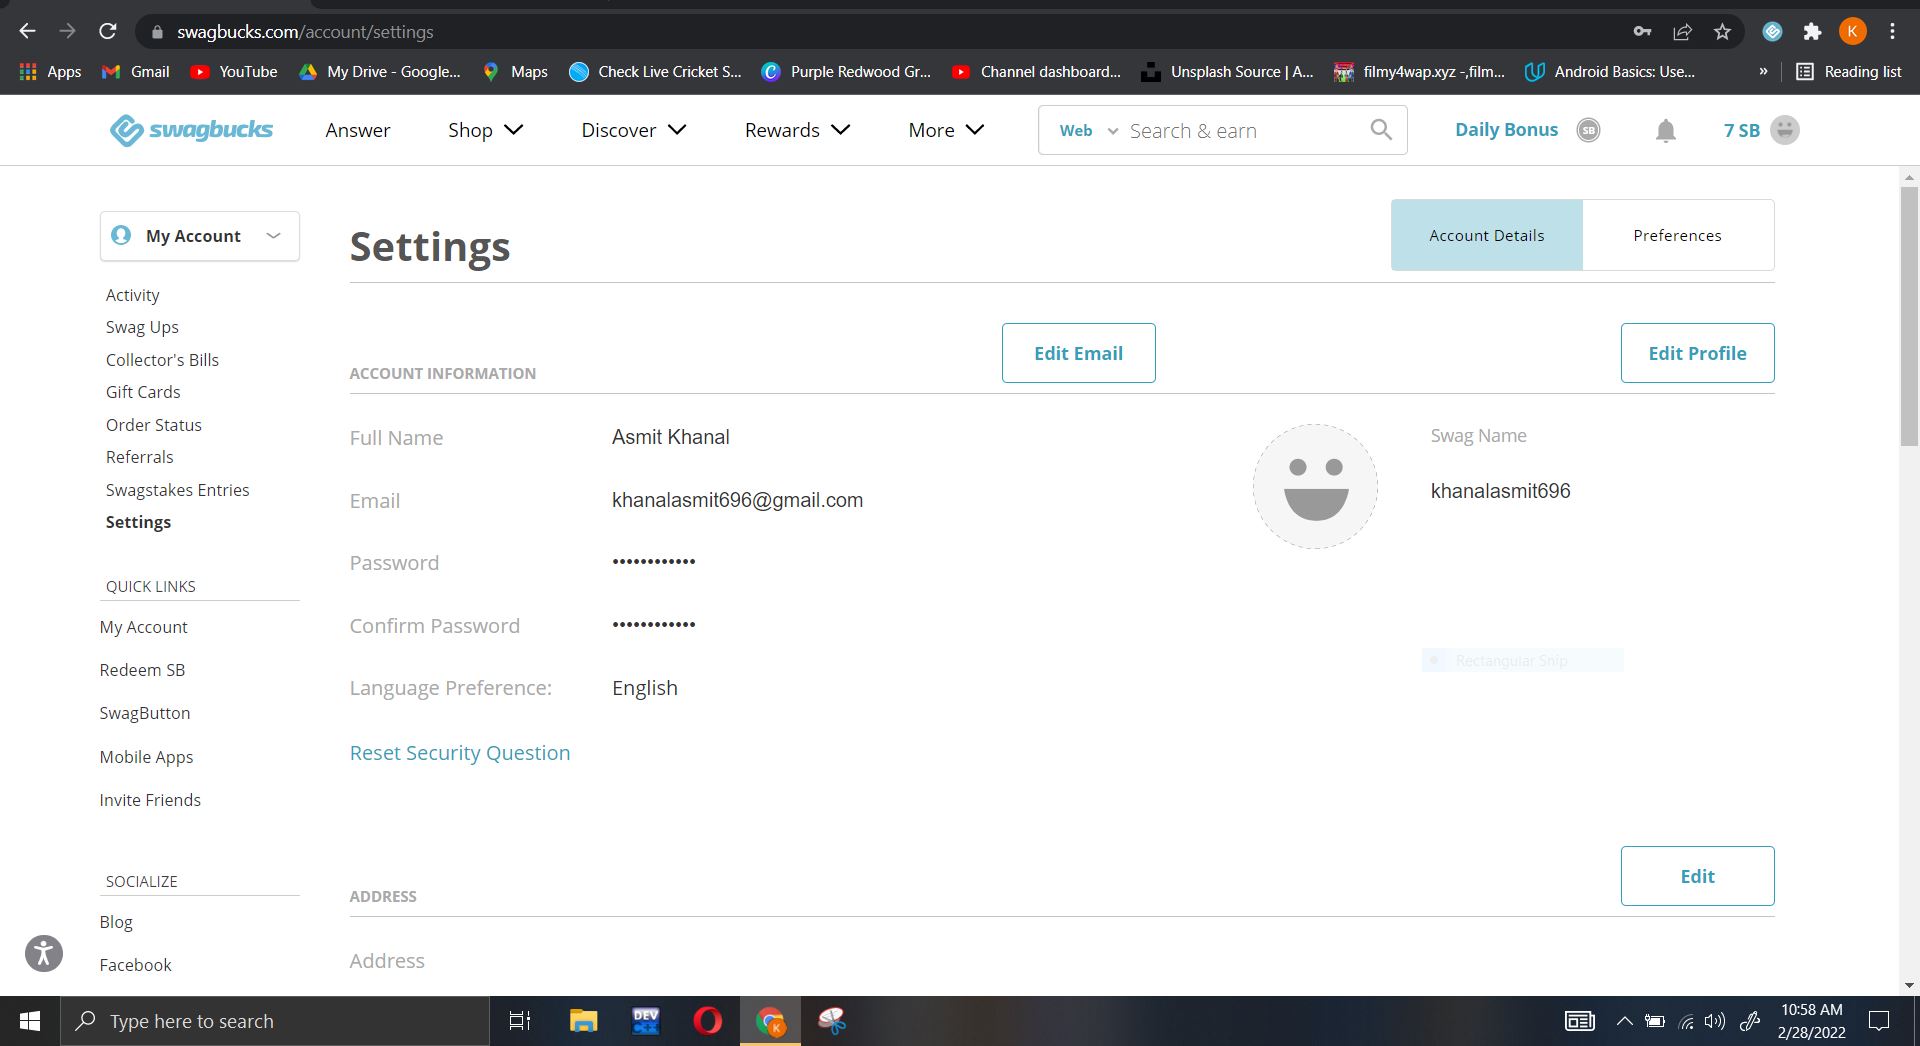 swagbucks.com/account/settings
K
Apps Gmail YouTube My Drive - Google... Maps Check Live Cricket S... Purple Redwood Gr... Channel dashboard... Unsplash Source | A... filmy4wap.xyz -,film... Android Basics: Use... » Reading list
swagbucks Answer Shop Discover Rewards More Web Search & earn Daily Bonus SB 7 SB
My Account
Settings
Account Details Preferences
Activity
Swag Ups
Collector's Bills
Gift Cards
Order Status
Referrals
Swagstakes Entries
Settings
QUICK LINKS
My Account
Redeem SB
SwagButton
Mobile Apps
Invite Friends
SOCIALIZE
Blog
Facebook
Edit Email Edit Profile
ACCOUNT INFORMATION
Full Name Asmit Khanal
Email khanalasmit696@gmail.com
Password ••••••••••••
Confirm Password ••••••••••••
Language Preference: English
Reset Security Question
Swag Name
khanalasmit696
Rectangular Snip
Edit
ADDRESS
Address
Type here to search DEV C++ K 10:58 AM
2/28/2022